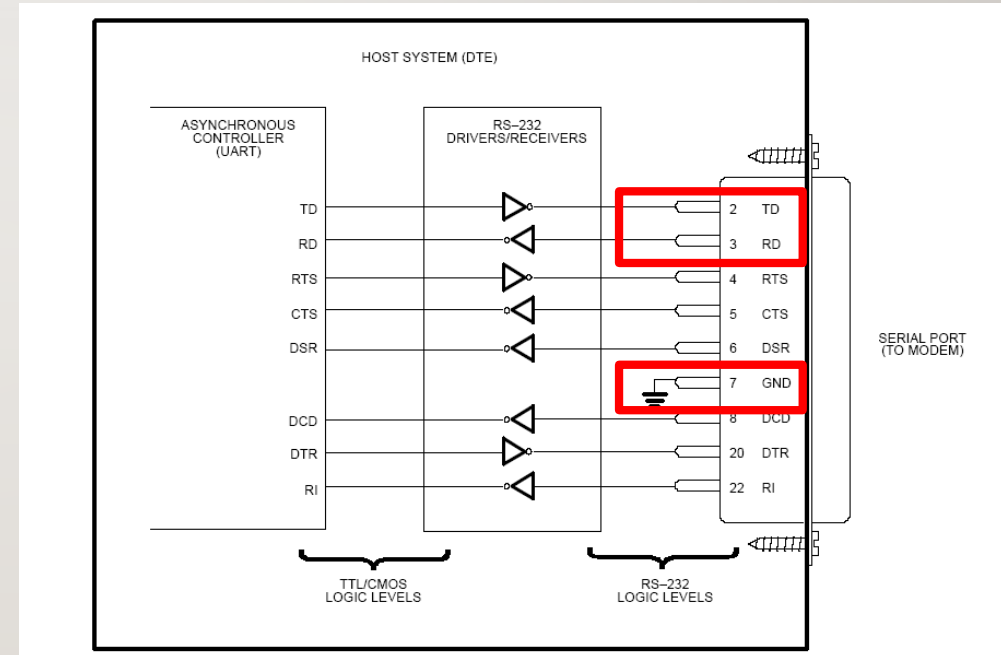 HOST SYSTEM (DTE)
ASYNCHRONOUS
CONTROLLER
(UART)
RS–232
DRIVERS/RECEIVERS
TD
2 TD
RD
3 RD
RTS
4 RTS
CTS
5 CTS
DSR
6 DSR
SERIAL PORT
(TO MODEM)
7 GND
DCD
8 DCD
DTR
20 DTR
RI
22 RI
TTL/CMOS
LOGIC LEVELS
RS–232
LOGIC LEVELS